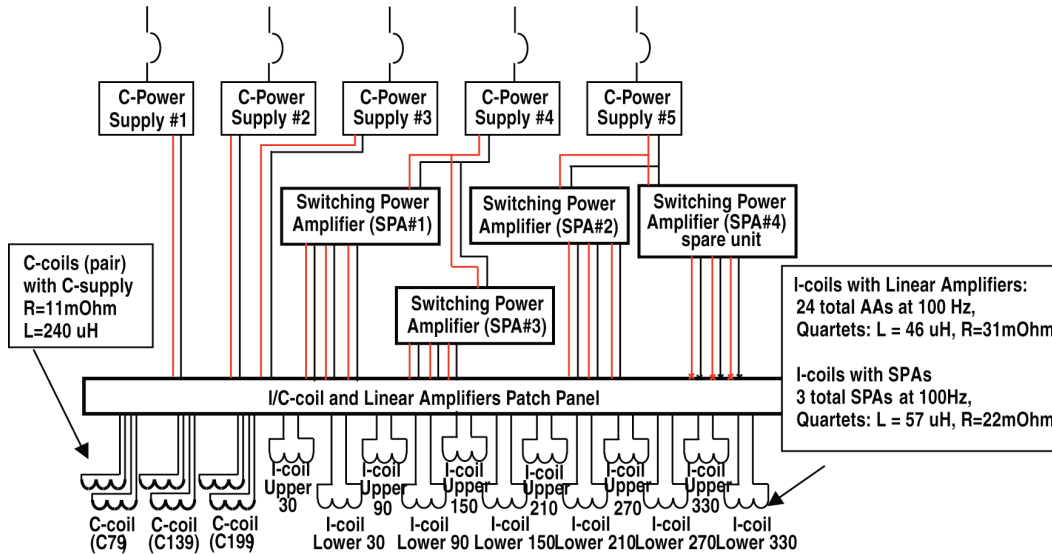 C-Power
Supply #1
C-Power
Supply #2
C-Power
Supply #3
C-Power
Supply #4
C-Power
Supply #5
Switching Power
Amplifier (SPA#1)
Switching Power
Amplifier (SPA#2)
Switching Power
Amplifier (SPA#4)
spare unit
Switching Power
Amplifier (SPA#3)
C-coils (pair)
with C-supply
R=11mOhm
L=240 uH
I-coils with Linear Amplifiers:
24 total AAs at 100 Hz,
Quartets: L = 46 uH, R=31mOhm
I-coils with SPAs
3 total SPAs at 100Hz,
Quartets: L = 57 uH, R=22mOhm
I/C-coil and Linear Amplifiers Patch Panel
C-coil
(C79)
C-coil
(C139)
C-coil
(C199)
I-coil
Upper
30
I-coil
Lower 30
I-coil
Upper
90
I-coil
Lower 90
I-coil
Upper
150
I-coil
Lower 150
I-coil
Upper
210
I-coil
Lower 210
I-coil
Upper
270
I-coil
Lower 270
I-coil
Upper
330
I-coil
Lower 330